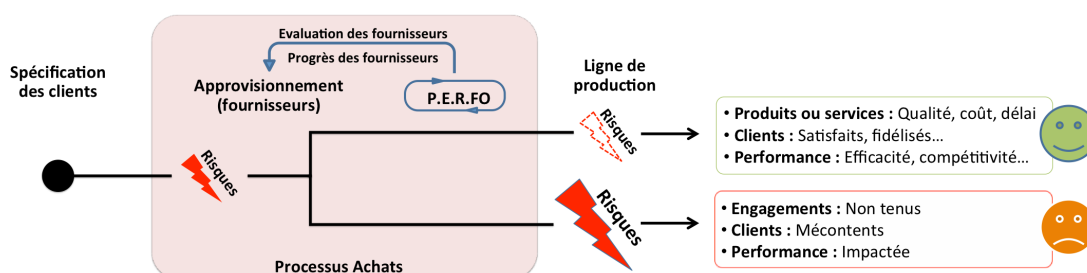 Spécification
des clients
Evaluation des fournisseurs
Progrès des fournisseurs
Approvisionnement
(fournisseurs)
P.E.R.FO
Risques
Processus Achats
Ligne de
production
Risques
Risques
• Produits ou services : Qualité, coût, délai
• Clients : Satisfaits, fidélisés...
• Performance : Efficacité, compétitivité...
• Engagements : Non tenus
• Clients : Mécontents
• Performance : Impactée